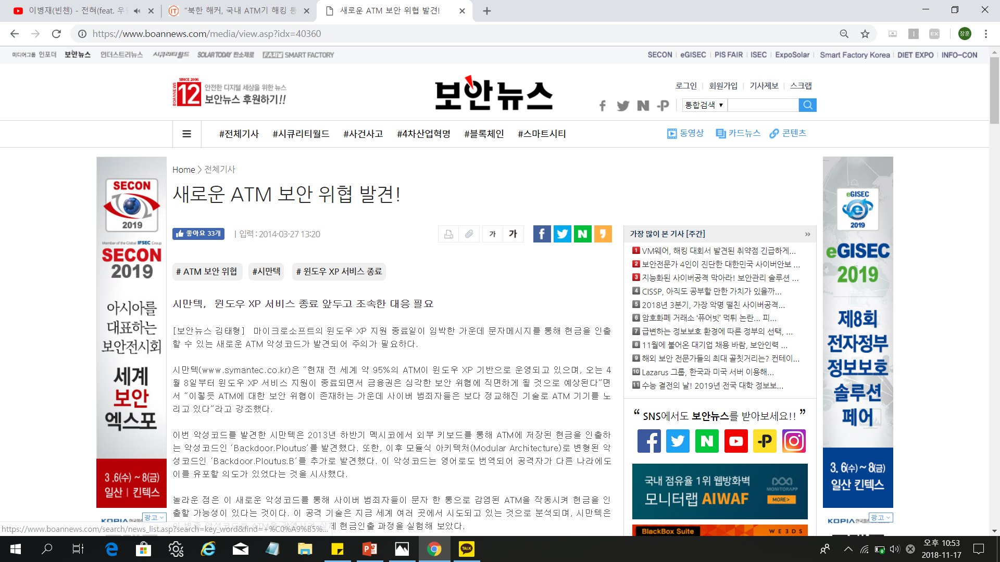 이병재(빈첸) - 전혀(feat. 우
"북한 해커, 국내 ATM기 해킹 통
새로운 ATM 보안 위협 발견!
https://www.boannews.com/media/view.asp?idx=40360
장훈
미디어그룹 인포더 보안뉴스 인더스트리뉴스 시큐리티월드 SOLAR TODAY 탄소제로 FA저널 SMART FACTORY
SECON eGISEC PIS FAIR ISEC ExpoSolar Smart Factory Korea DIET EXPO INFO-CON
SINCE 2006
BOANNEWS
12
안전한 디지털 세상을 위한 뉴스
보안뉴스 후원하기!!
보안뉴스
로그인 회원가입 기사제보 스크랩
통합검색
#전체기사 #시큐리티월드 #사건사고 #4차산업혁명 #블록체인 #스마트시티
동영상 카드뉴스 콘텐츠
Home > 전체기사
새로운 ATM 보안 위협 발견!
좋아요 33개 | 입력 : 2014-03-27 13:20
가 가
# ATM 보안 위협 #시만텍 # 윈도우 XP 서비스 종료
시만텍, 윈도우 XP 서비스 종료 앞두고 조속한 대응 필요
[보안뉴스 김태형] 마이크로소프트의 윈도우 XP 지원 종료일이 임박한 가운데 문자메시지를 통해 현금을 인출
할 수 있는 새로운 ATM 악성코드가 발견되어 주의가 필요하다.
시만텍(www.symantec.co.kr)은 “현재 전 세계 약 95%의 ATM이 윈도우 XP 기반으로 운영되고 있으며, 오는 4
월 8일부터 윈도우 XP 서비스 지원이 종료되면서 금융권은 심각한 보안 위협에 직면하게 될 것으로 예상된다”면
서 “이렇듯 ATM에 대한 보안 위협이 존재하는 가운데 사이버 범죄자들은 보다 정교해진 기술로 ATM 기기를 노
리고 있다”라고 강조했다.
이번 악성코드를 발견한 시만텍은 2013년 하반기 멕시코에서 외부 키보드를 통해 ATM에 저장된 현금을 인출하
는 악성코드인 ‘Backdoor.Ploutus’를 발견했다. 또한, 이후 모듈식 아키텍처(Modular Architecture)로 변형된 악
성코드인 ‘Backdoor.Ploutus.B’를 추가로 발견했다. 이 악성코드는 영어로도 번역되어 공격자가 다른 나라에도
이를 유포할 의도가 있었다는 것을 시사했다.
놀라운 점은 이 새로운 악성코드를 통해 사이버 범죄자들이 문자 한 통으로 감염된 ATM을 작동시켜 현금을 인
출할 가능성이 있다는 것이다. 이 공격 기술은 지금 세계 여러 곳에서 시도되고 있는 것으로 분석되며, 시만텍은
현금인출 과정을 실험해 보았다.
https://www.boannews.com/search/news_list.asp?search=key_word&find=+%C0%A9%B5%...
가장 많이 본 기사 [주간] »
1 VM웨어, 해킹 대회서 발견된 취약점 긴급하게...
2 보안전문가 4인이 진단한 대한민국 사이버안보 ...
3 지능화된 사이버공격 막아라! 보안관리 솔루션 ...
4 CISSP, 아직도 공부할 만한 가치가 있을까...
5 2018년 3분기, 가장 악명 떨친 사이버공격...
6 암호화폐 거래소 ‘퓨어빗’ 먹튀 논란... 피...
7 급변하는 정보보호 환경에 따른 정부의 선택, ...
8 11월에 불어온 대기업 채용 바람, 보안인력 ...
9 해외 보안 전문가들의 최대 골칫거리는? 컨테이...
10 Lazarus 그룹, 한국과 미국 서버 이용해...
11 수능 결전의 날! 2019년 전국 대학 정보보...
“ SNS에서도 보안뉴스를 받아보세요!! ”
국내 점유율 1위 웹방화벽
모니터랩 AIWAF
MONITORAPP
MORE >
BlackBox Suite WEEDS
SECON
2019
Member of the Global IFSEC Group
SECON
2019
아시아를
대표하는
보안전시회
세계
보안
엑스포
3.6(수) ~ 8(금)
일산 | 킨텍스
광고
KOPIA
eGISEC
2019
eGISEC
2019
제8회
전자정부
정보보호
솔루션
페어
3. 6(수) ~ 8(금)
일산 킨텍스
광고
KOPIA
TALK
오후 10:53
2018-11-17